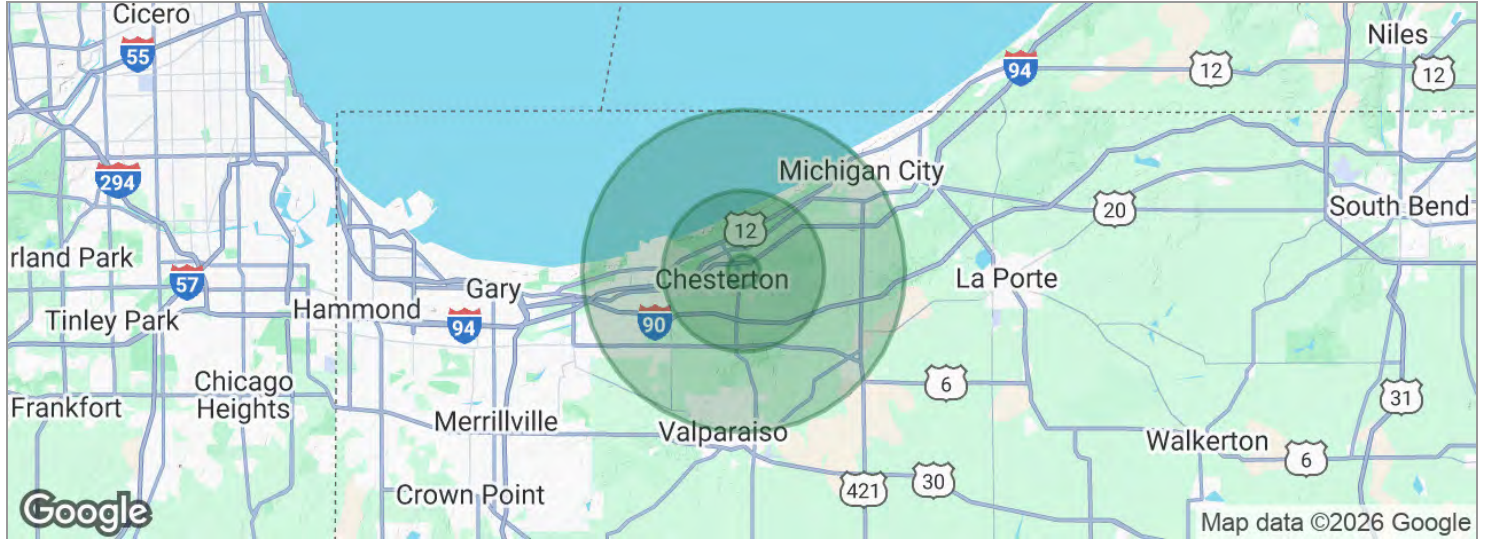 Cicero
55
Niles
94
12
12
Michigan City
294
20
South Bend
12
rland Park
57
Chesterton
La Porte
Gary
Hammond
Tinley Park
94
90
Chicago
Heights
6
Frankfort
31
Merrillville
Valparaiso
Walkerton
6
30
421
Crown Point
Google
Map data ©2026 Google